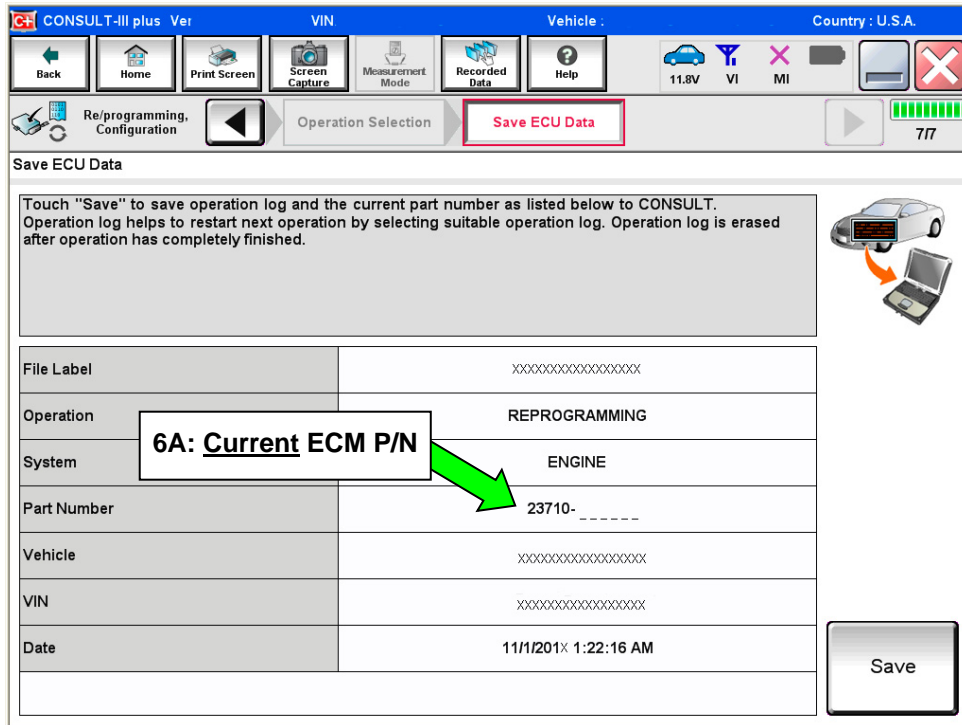 C+ CONSULT-III plus Ver VIN Vehicle : Country : U.S.A.
Back Home Print Screen Screen Capture Measurement Mode Recorded Data Help 11.8V VI MI
Re/programming, Configuration Operation Selection Save ECU Data 7/7
Save ECU Data
Touch "Save" to save operation log and the current part number as listed below to CONSULT.
Operation log helps to restart next operation by selecting suitable operation log. Operation log is erased
after operation has completely finished.
File Label XXXXXXXXXXXXXXXXX
Operation REPROGRAMMING
6A: Current ECM P/N
System ENGINE
Part Number 23710-_ _ _ _ _ _
Vehicle XXXXXXXXXXXXXXXXX
VIN XXXXXXXXXXXXXXXXX
Date 11/1/201X 1:22:16 AM
Save